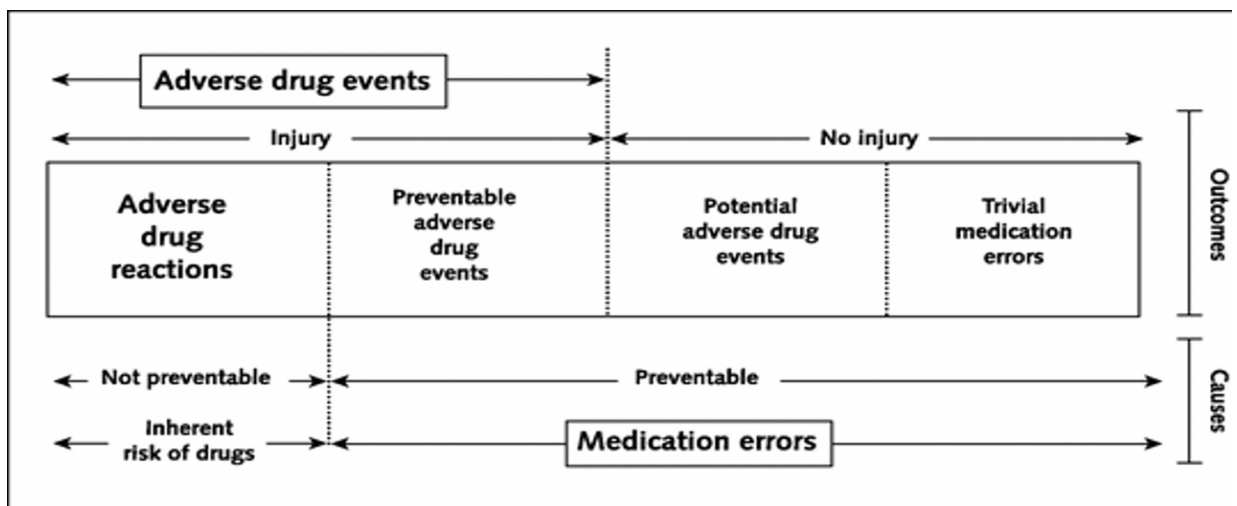 Adverse drug events
Injury
No injury
Adverse
drug
reactions
Preventable
adverse
drug
events
Potential
adverse drug
events
Trivial
medication
errors
Outcomes
Not preventable
Preventable
Inherent
risk of drugs
Medication errors
Causes